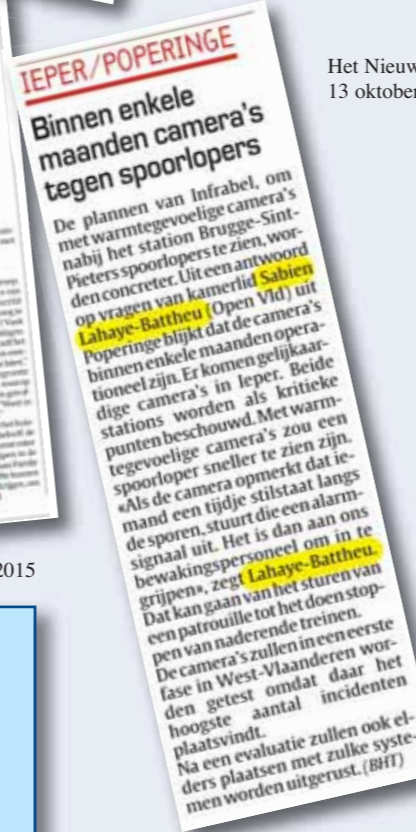 IEPER/POPERINGE
Binnen enkele
maanden camera's
tegen spoorlopers
De plannen van Infrabel, om
met warmtegevoelige camera's
nabij het station Brugge-Sint-
Pieters spoorlopers te zien, wor-
den concreter. Uit een antwoord
op vragen van kamerlid Sabien
Lahaye-Battheu (Open Vld) uit
Poperinge blijkt dat de camera's
binnen enkele maanden opera-
tioneel zijn. Er komen gelijkaar-
dige camera's in Ieper. Beide
stations worden als kritieke
punten beschouwd. Met warm-
tegevoelige camera's zou een
spoorloper sneller te zien zijn.
«Als de camera opmerkt dat ie-
mand een tijdje stilstaat langs
de sporen, stuurt die een alarm-
signaal uit. Het is dan aan ons
bewakingspersoneel om in te
grijpen», zegt Lahaye-Battheu.
Dat kan gaan van het sturen van
een patrouille tot het doen stop-
pen van naderende treinen.
De camera's zullen in een eerste
fase in West-Vlaanderen wor-
den getest omdat daar het
hoogste aantal incidenten
plaatsvindt.
Na een evaluatie zullen ook el-
ders plaatsen met zulke syste-
men worden uitgerust. (BHT)
Het Nieuw
13 oktober
2015